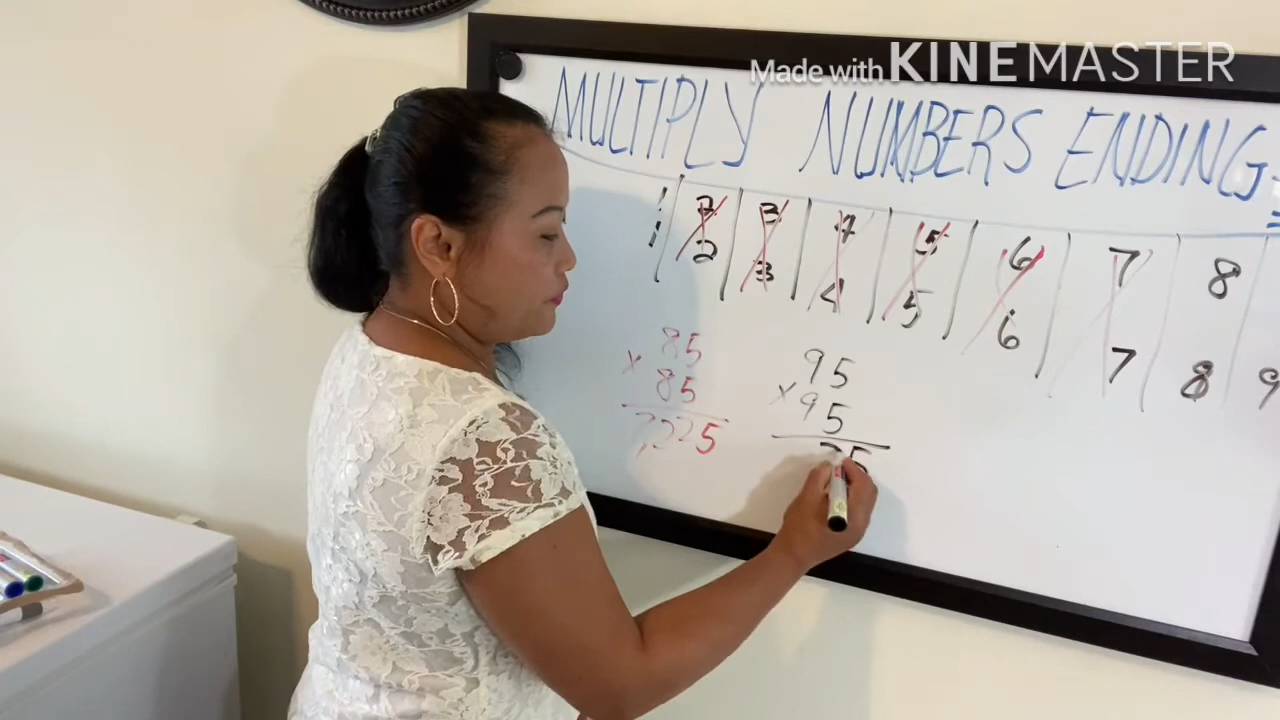 Made with KINEMASTER
MULTIPLY NUMBERS ENDING
1 2 3 4 5 6 7 8
1 2 3 4 5 6 7 8 9
85
x 85
7225
95
x 95
25